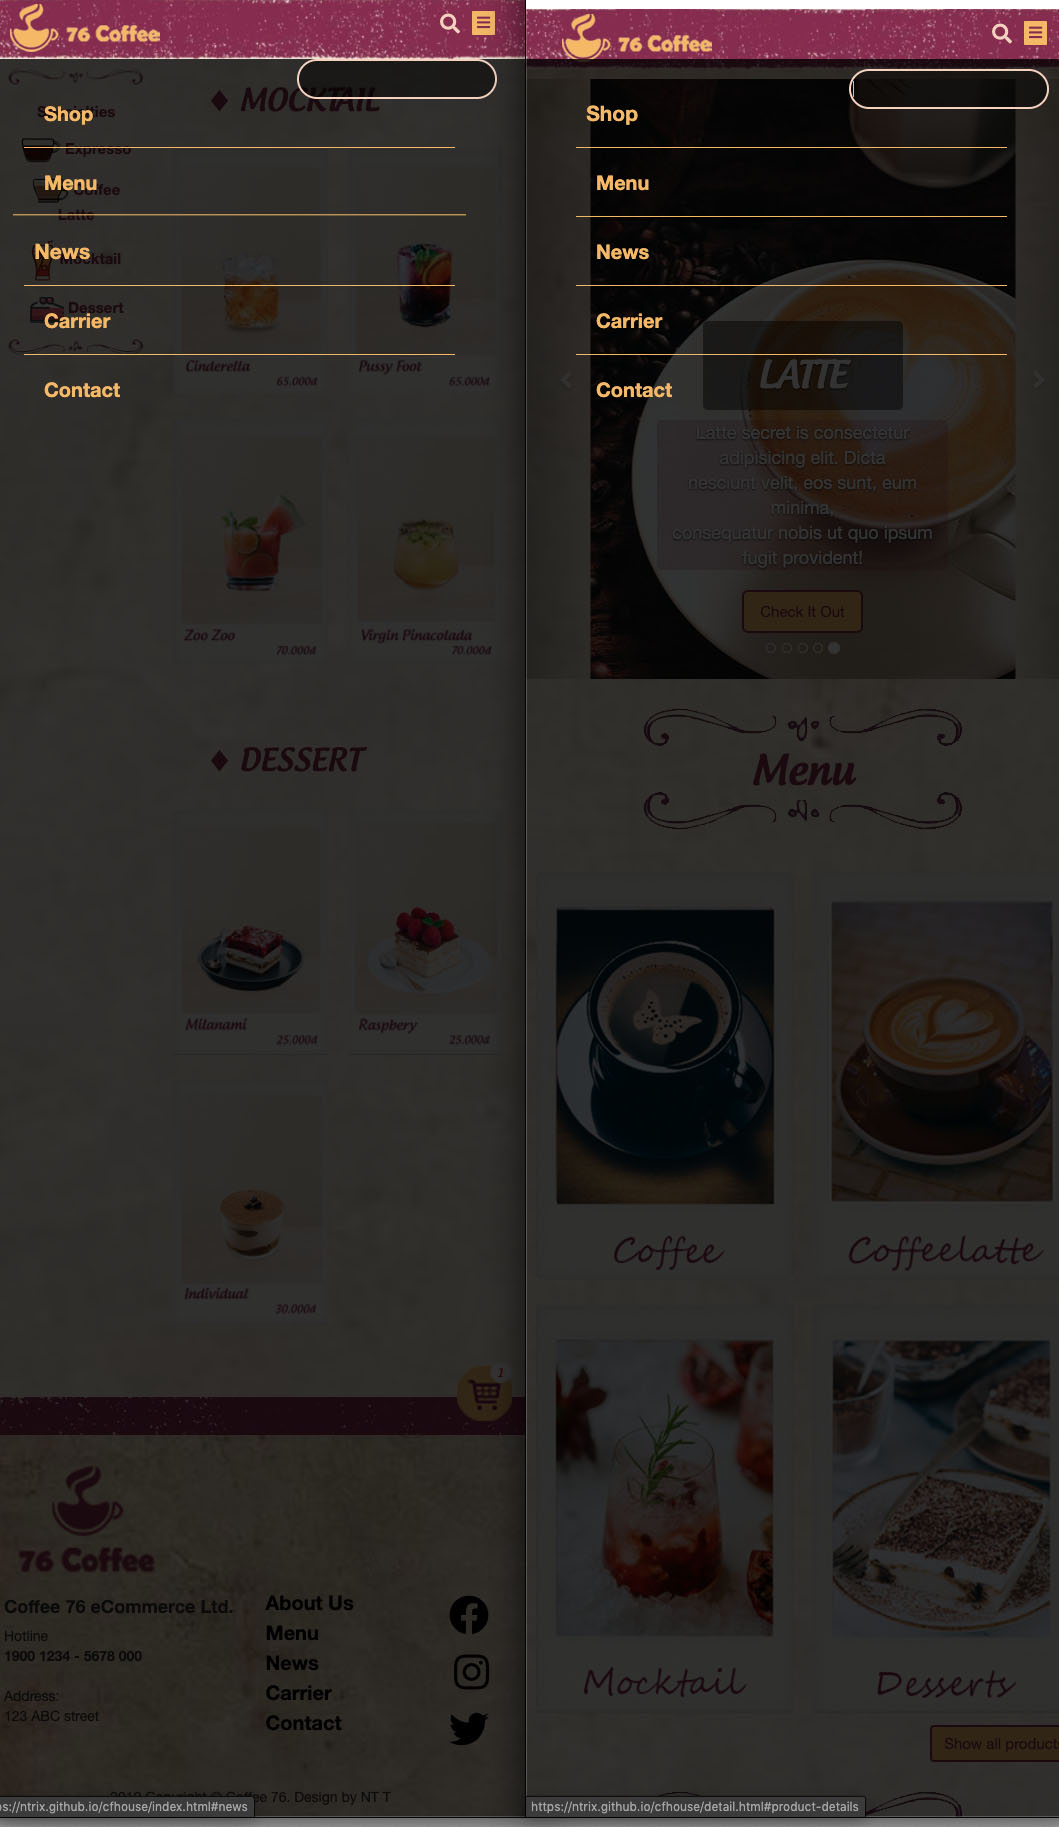 76 Coffee
MOCKTAIL
Specialties
Shop
Expresso
Menu
Coffee
Latte
News
Mocktail
Dessert
Carrier
Contact
Cinderella
65.000đ
Pussy Foot
65.000đ
Zoo Zoo
70.000đ
Virgin Pinacolada
70.000đ
DESSERT
Milanami
25.000đ
Raspbery
25.000đ
Individual
30.000đ
1
76 Coffee
Coffee 76 eCommerce Ltd.
Hotline
1900 1234 - 5678 000
Address:
123 ABC street
About Us
Menu
News
Carrier
Contact
2019 Copyright © Coffee 76. Design by NT T
ps://ntrix.github.io/cfhouse/index.html#news
76 Coffee
Shop
Menu
News
Carrier
Contact
LATTE
Latte secret is consectetur
adipisicing elit. Dicta
nesciunt velit, eos sunt, eum
minima,
consequatur nobis ut quo ipsum
fugit provident!
Check It Out
Menu
Coffee
Coffeelatte
Mocktail
Desserts
Show all product
https://ntrix.github.io/cfhouse/detail.html#product-details